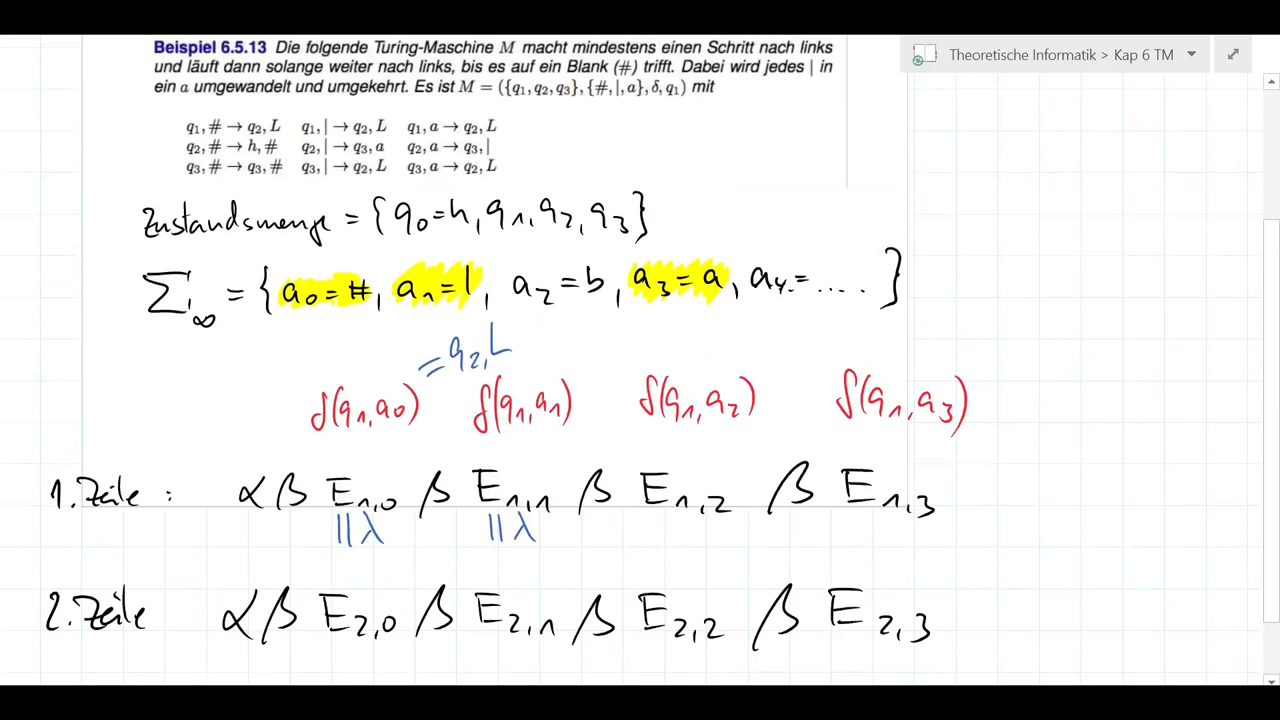 Beispiel 6.5.13 Die folgende Turing-Maschine M macht mindestens einen Schritt nach links
und läuft dann solange weiter nach links, bis es auf ein Blank (#) trifft. Dabei wird jedes | in
ein a umgewandelt und umgekehrt. Es ist M = ({q₁, q₂, q₃}, {#, |, a}, δ, q₁) mit
Theoretische Informatik > Kap 6 TM
q₁, # → q₂, L q₁, | → q₂, L q₁, a → q₂, L
q₂, # → h, # q₂, | → q₃, a q₂, a → q₃, |
q₃, # → q₃, # q₃, | → q₂, L q₃, a → q₂, L
Zustandsmenge = {q₀=h, q₁, q₂, q₃}
Σ∞ = {a₀=#, a₁=|, a₂=b, a₃=a, a₄=.....}
= q₂, L
δ(q₁,a₀) δ(q₁,a₁) δ(q₁,a₂) δ(q₁,a₃)
1. Zeile : α β E₁,₀ β E₁,₁ β E₁,₂ β E₁,₃
|| λ || λ
2. Zeile α β E₂,₀ β E₂,₁ β E₂,₂ β E₂,₃